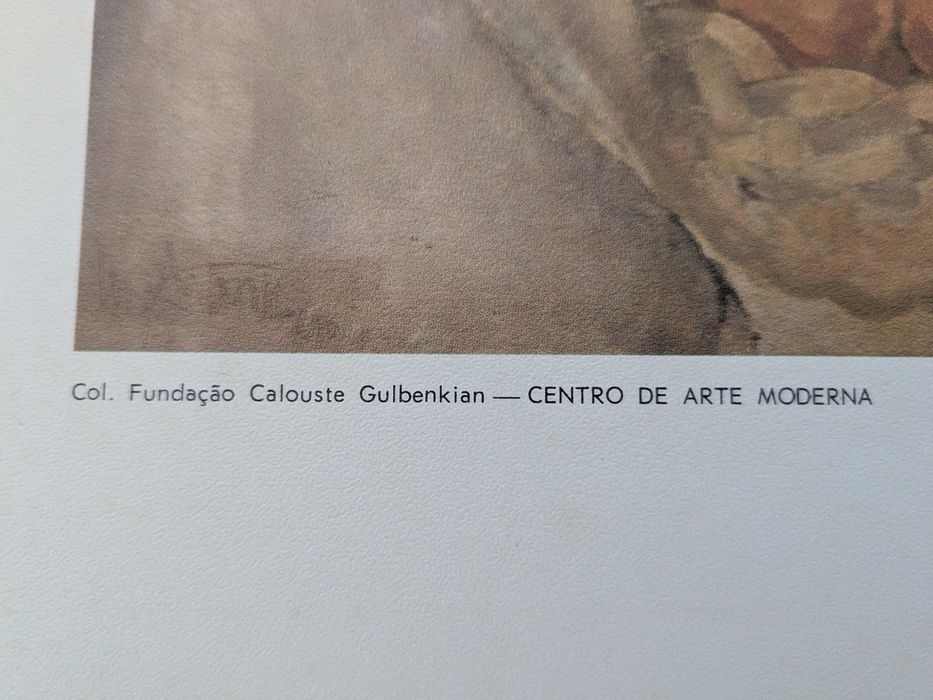 Col. Fundação Calouste Gulbenkian — CENTRO DE ARTE MODERNA